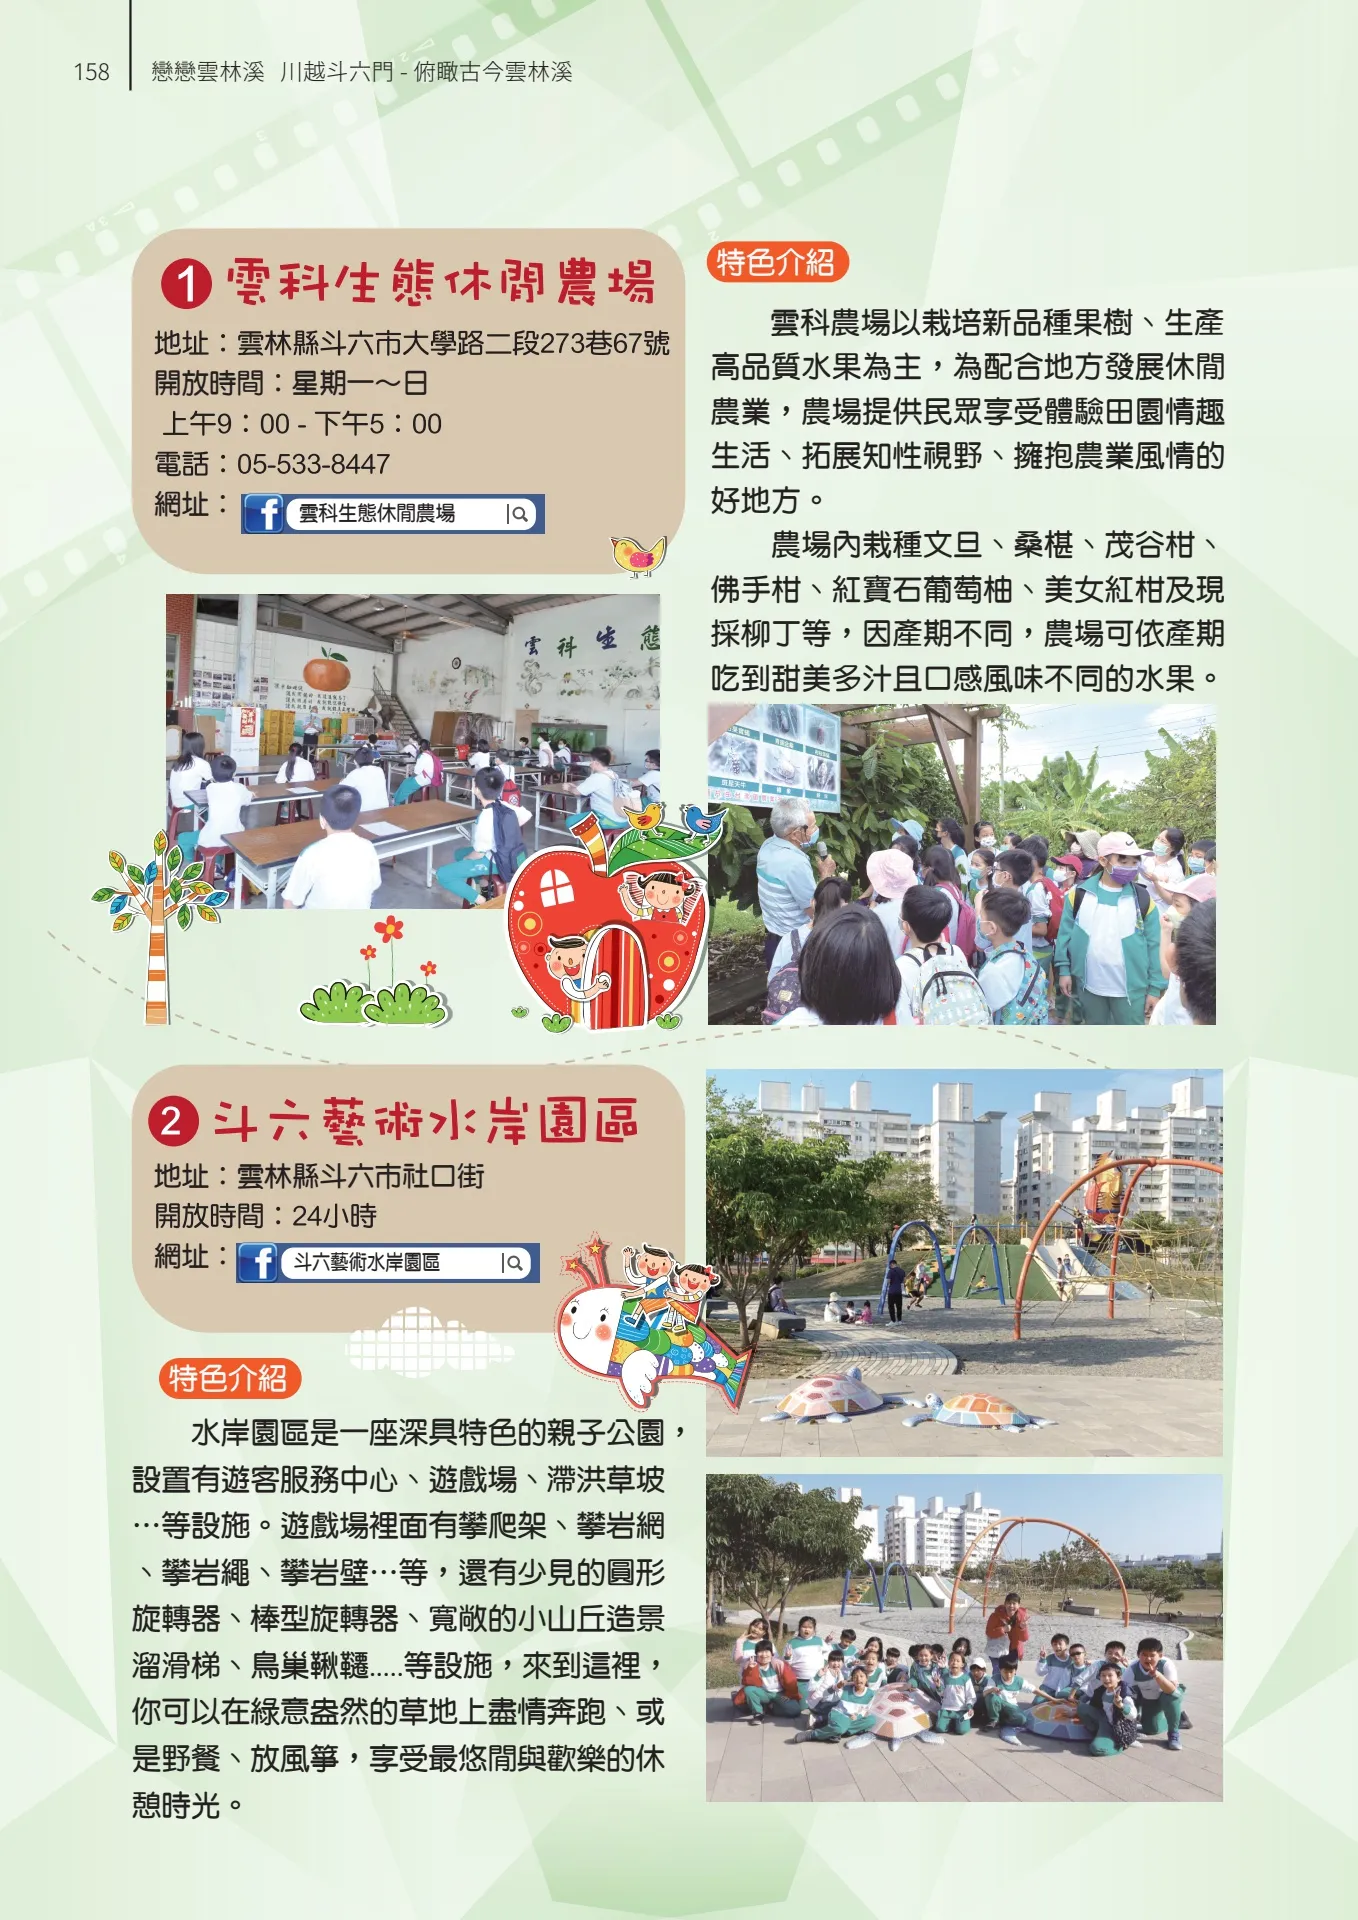 158
戀戀雲林溪 川越斗六門 - 俯瞰古今雲林溪
1 雲科生態休閒農場
地址：雲林縣斗六市大學路二段273巷67號
開放時間：星期一～日
上午9：00 - 下午5：00
電話：05-533-8447
網址：
雲科生態休閒農場
特色介紹
雲科農場以栽培新品種果樹、生產
高品質水果為主，為配合地方發展休閒
農業，農場提供民眾享受體驗田園情趣
生活、拓展知性視野、擁抱農業風情的
好地方。
農場內栽種文旦、桑椹、茂谷柑、
佛手柑、紅寶石葡萄柚、美女紅柑及現
採柳丁等，因產期不同，農場可依產期
吃到甜美多汁且口感風味不同的水果。
雲科生態
2 斗六藝術水岸園區
地址：雲林縣斗六市社口街
開放時間：24小時
網址：
斗六藝術水岸園區
特色介紹
水岸園區是一座深具特色的親子公園，
設置有遊客服務中心、遊戲場、滯洪草坡
…等設施。遊戲場裡面有攀爬架、攀岩網
、攀岩繩、攀岩壁…等，還有少見的圓形
旋轉器、棒型旋轉器、寬敞的小山丘造景
溜滑梯、鳥巢鞦韆.....等設施，來到這裡，
你可以在綠意盎然的草地上盡情奔跑、或
是野餐、放風箏，享受最悠閒與歡樂的休
憩時光。